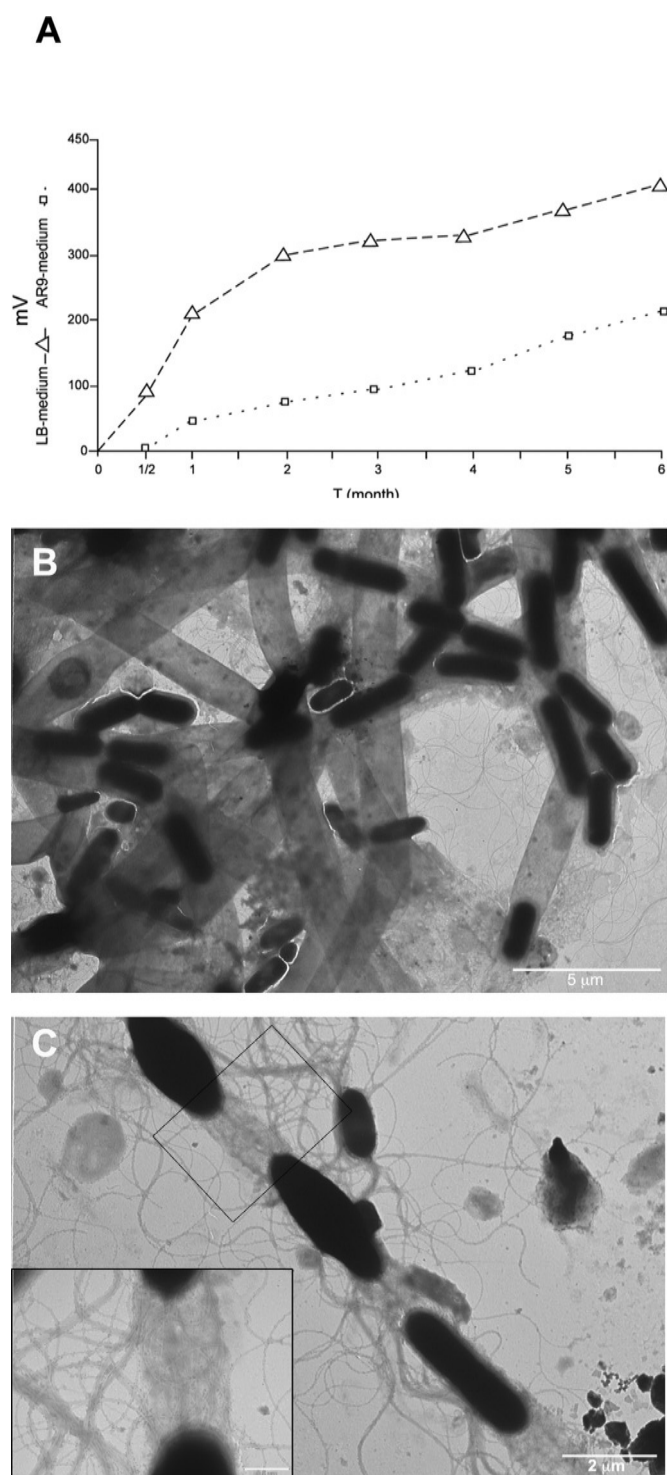 A
450
400
300
200
100
0
mV
LB-medium –△– AR9-medium ·□·
0 1/2 1 2 3 4 5 6
T (month)
B
5 μm
C
2 μm